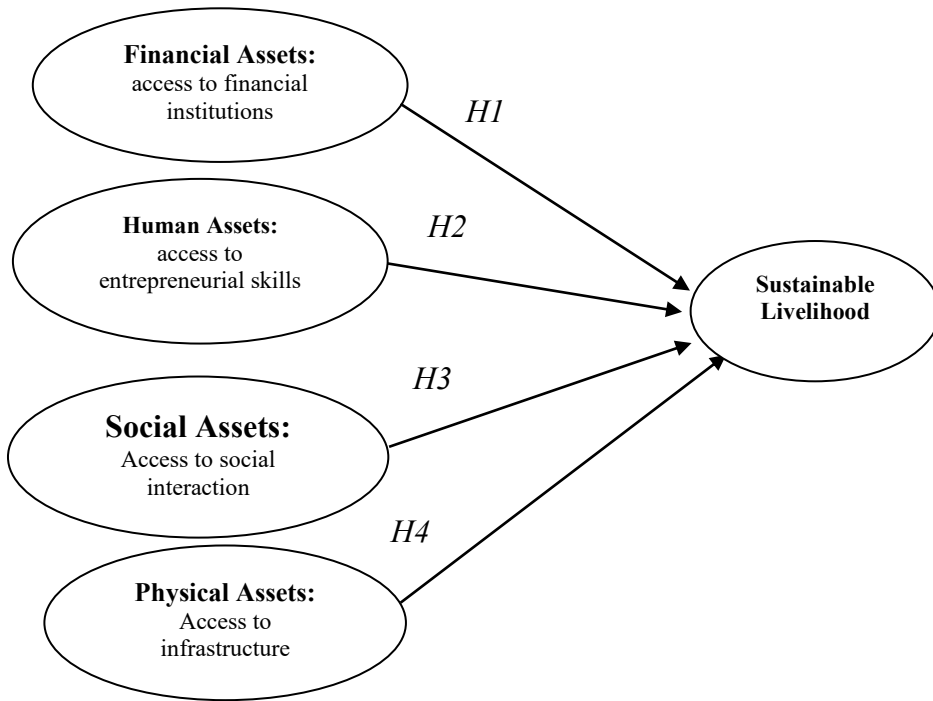 Financial Assets:
access to financial
institutions
H1
Human Assets:
access to
entrepreneurial skills
H2
Sustainable
Livelihood
H3
Social Assets:
Access to social
interaction
H4
Physical Assets:
Access to
infrastructure